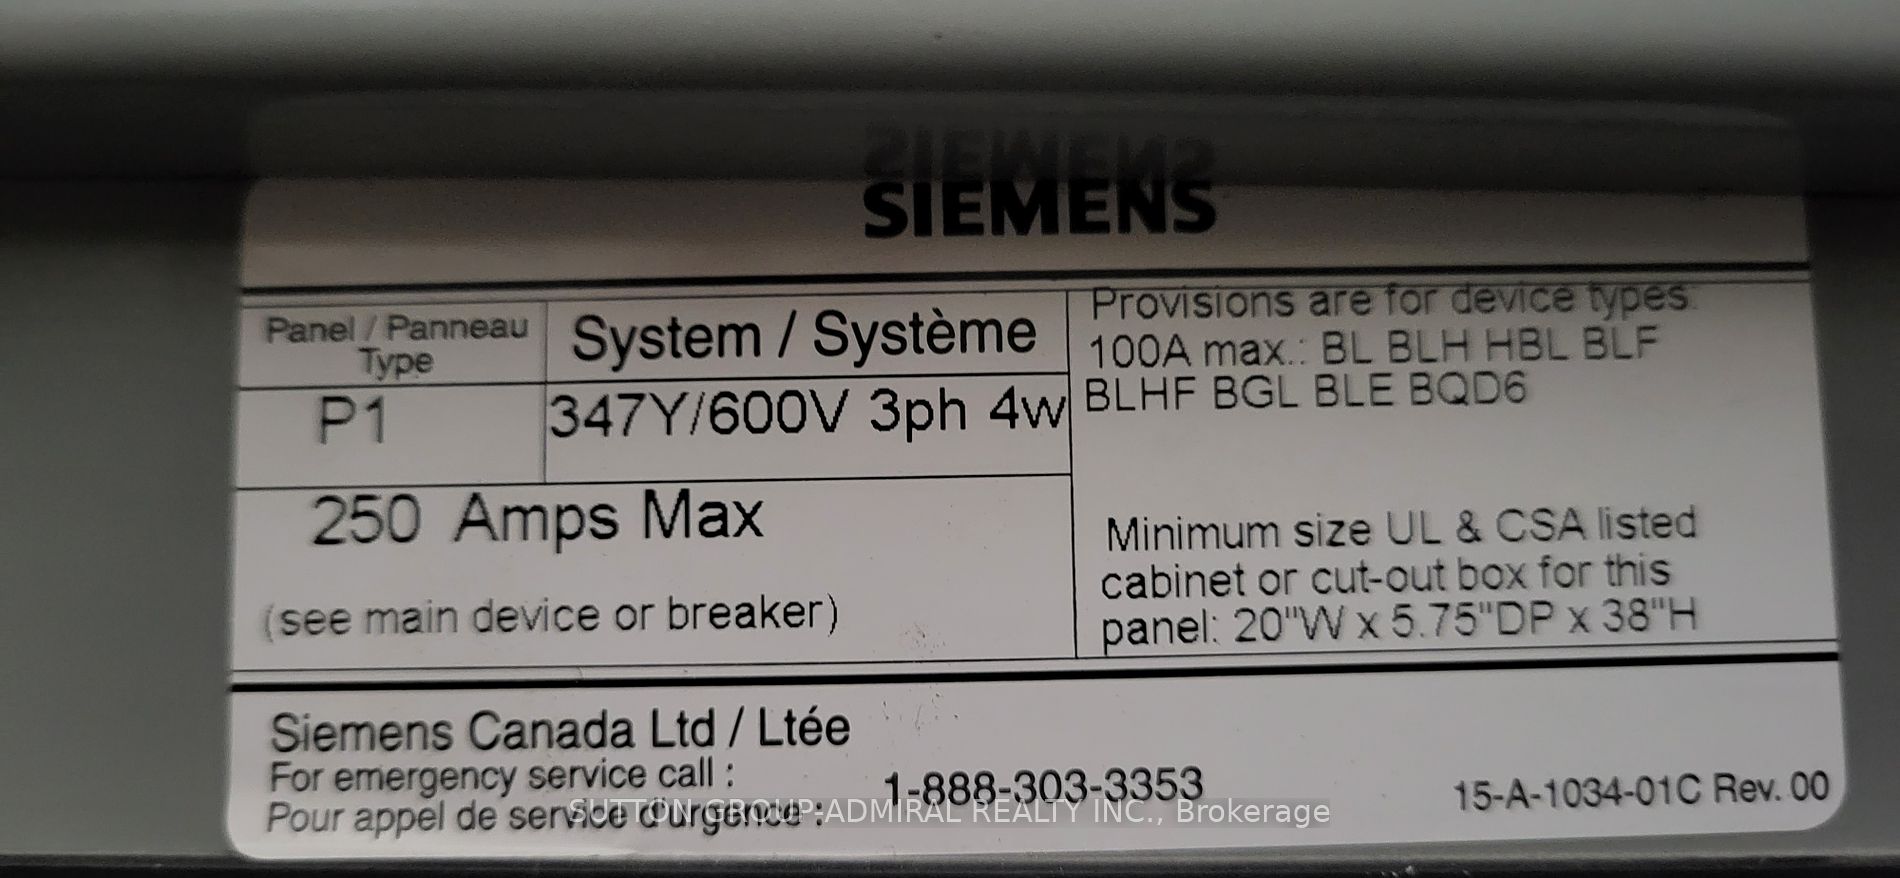 SIEMENS
Panel / Panneau
Type
System / Système
P1
347Y/600V 3ph 4w
250 Amps Max
(see main device or breaker)
Provisions are for device types:
100A max.: BL BLH HBL BLF
BLHF BGL BLE BQD6
Minimum size UL & CSA listed
cabinet or cut-out box for this
panel: 20"W x 5.75"DP x 38"H
Siemens Canada Ltd / Ltée
For emergency service call :
Pour appel de service d'urgence :
1-888-303-3353
15-A-1034-01C Rev. 00
SUTTON GROUP-ADMIRAL REALTY INC., Brokerage